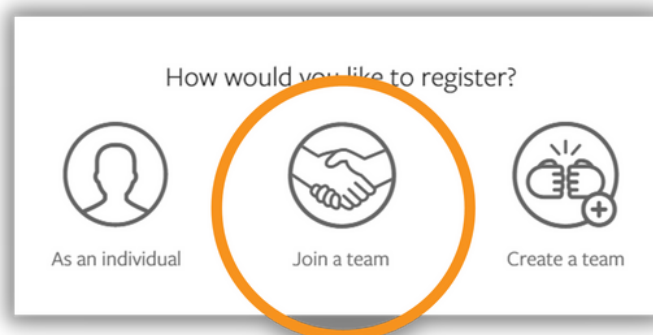 How would you like to register?
As an individual
Join a team
Create a team